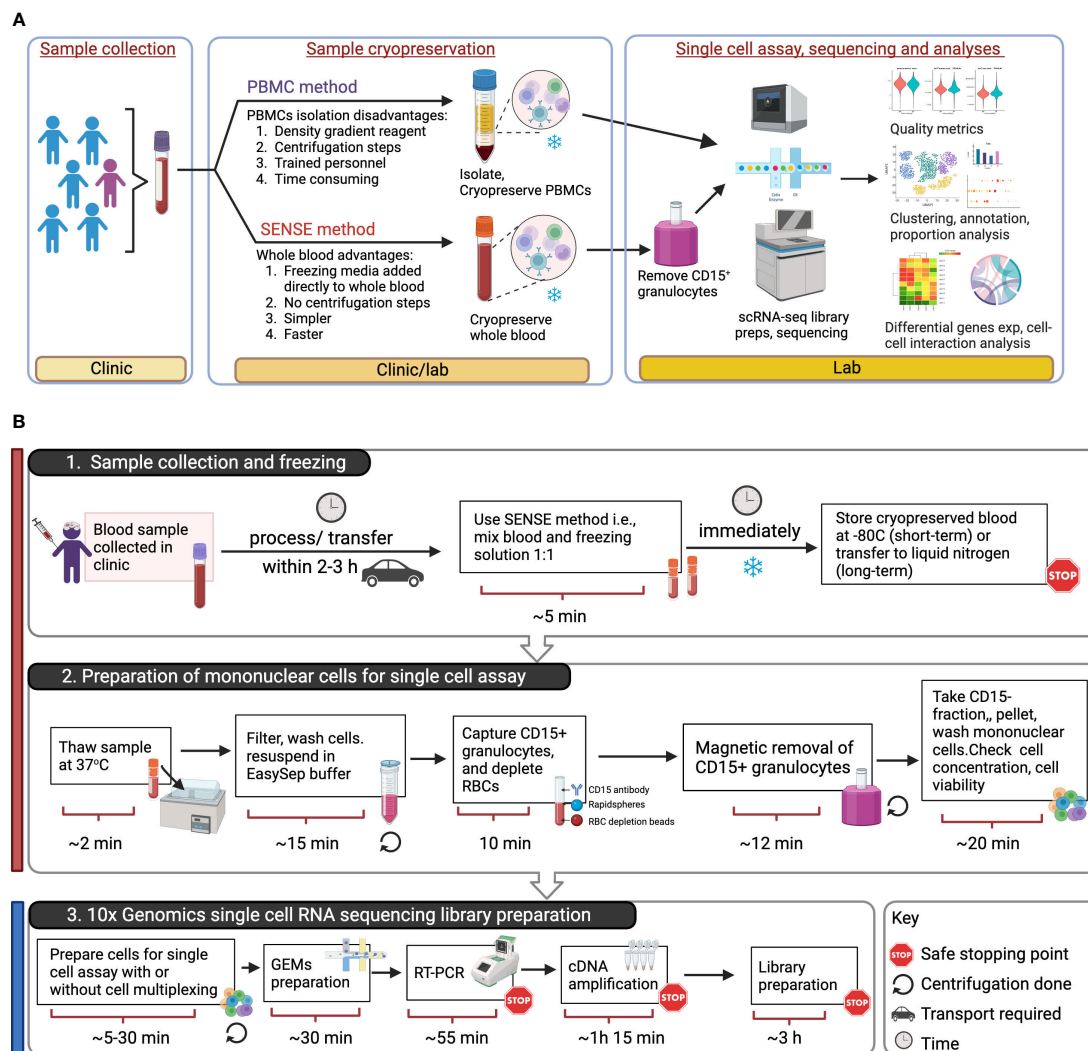 A
Sample collection
Clinic
Sample cryopreservation
PBMC method
PBMCs isolation disadvantages:
1. Density gradient reagent
2. Centrifugation steps
3. Trained personnel
4. Time consuming
Isolate,
Cryopreserve PBMCs
SENSE method
Whole blood advantages:
1. Freezing media added
directly to whole blood
2. No centrifugation steps
3. Simpler
4. Faster
Cryopreserve
whole blood
Clinic/lab
Single cell assay, sequencing and analyses
Remove CD15+
granulocytes
Cells
Enzyme
Oil
scRNA-seq library
preps, sequencing
Quality metrics
Clustering, annotation,
proportion analysis
Differential genes exp, cell-
cell interaction analysis
Lab
B
1. Sample collection and freezing
Blood sample
collected in
clinic
process/ transfer
within 2-3 h
Use SENSE method i.e.,
mix blood and freezing
solution 1:1
~5 min
immediately
Store cryopreserved blood
at -80C (short-term) or
transfer to liquid nitrogen
(long-term)
STOP
2. Preparation of mononuclear cells for single cell assay
Thaw sample
at 37ºC
~2 min
Filter, wash cells.
resuspend in
EasySep buffer
~15 min
Capture CD15+
granulocytes,
and deplete
RBCs
CD15 antibody
Rapidspheres
RBC depletion beads
10 min
Magnetic removal of
CD15+ granulocytes
~12 min
Take CD15-
fraction,, pellet,
wash mononuclear
cells.Check cell
concentration, cell
viability
~20 min
3. 10x Genomics single cell RNA sequencing library preparation
Prepare cells for single
cell assay with or
without cell multiplexing
~5-30 min
GEMs
preparation
~30 min
RT-PCR
STOP
~55 min
cDNA
amplification
STOP
~1h 15 min
Library
preparation
STOP
~3 h
Key
STOP
Safe stopping point
Centrifugation done
Transport required
Time